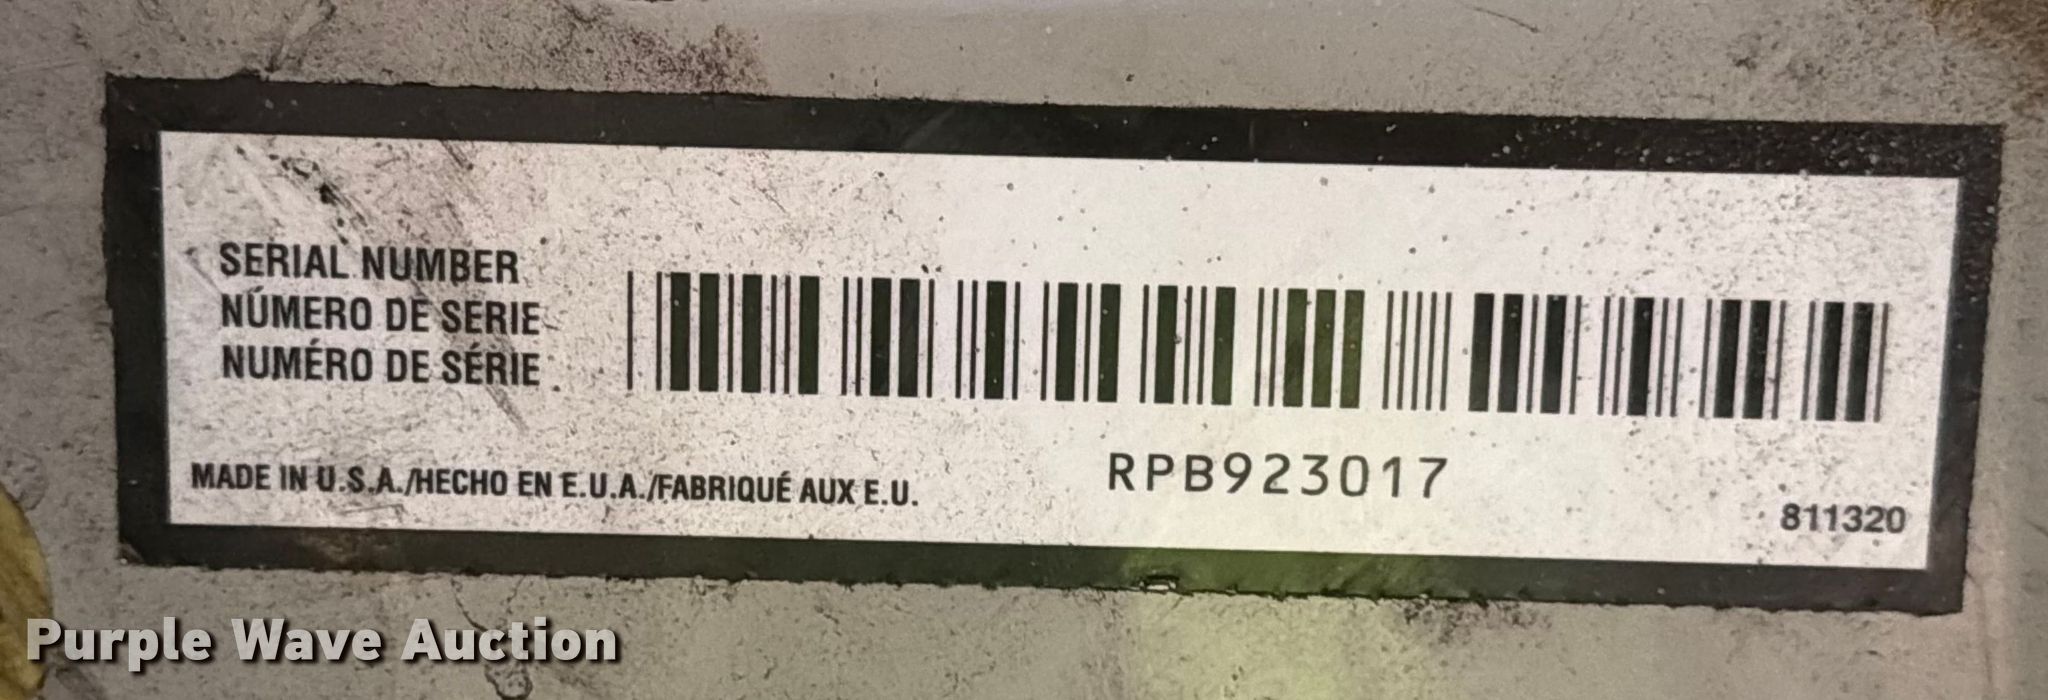 SERIAL NUMBER
NÚMERO DE SERIE
NUMÉRO DE SÉRIE
MADE IN U.S.A./HECHO EN E.U.A./FABRIQUÉ AUX E.U.
RPB923017
811320
Purple Wave Auction